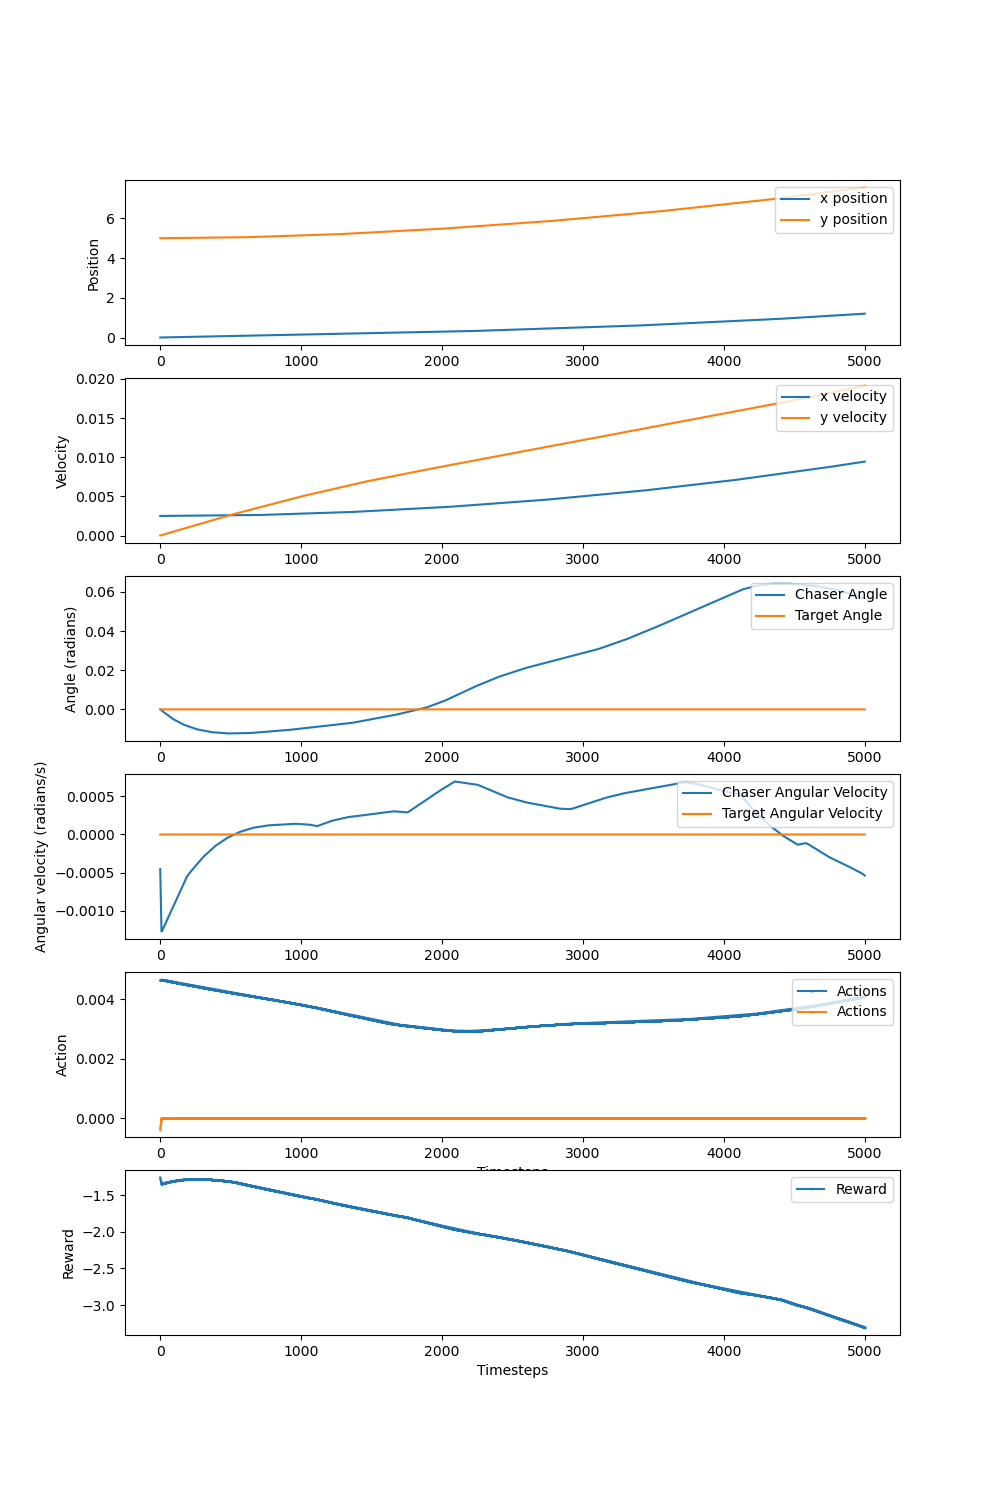 Position
6
4
2
0
x position
y position
0 1000 2000 3000 4000 5000
Velocity
0.020
0.015
0.010
0.005
0.000
x velocity
y velocity
0 1000 2000 3000 4000 5000
Angle (radians)
0.06
0.04
0.02
0.00
Chaser Angle
Target Angle
0 1000 2000 3000 4000 5000
Angular velocity (radians/s)
0.0005
0.0000
−0.0005
−0.0010
Chaser Angular Velocity
Target Angular Velocity
0 1000 2000 3000 4000 5000
Action
0.004
0.002
0.000
Actions
Actions
0 1000 2000 3000 4000 5000
Timesteps
Reward
−1.5
−2.0
−2.5
−3.0
Reward
0 1000 2000 3000 4000 5000
Timesteps